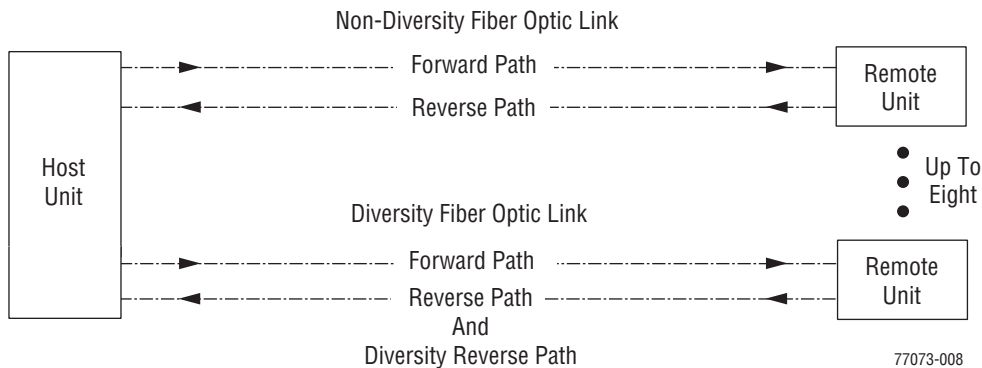 Non-Diversity Fiber Optic Link
Forward Path
Reverse Path
Remote
Unit
Host
Unit
Up To
Eight
Diversity Fiber Optic Link
Forward Path
Reverse Path
And
Diversity Reverse Path
Remote
Unit
77073-008